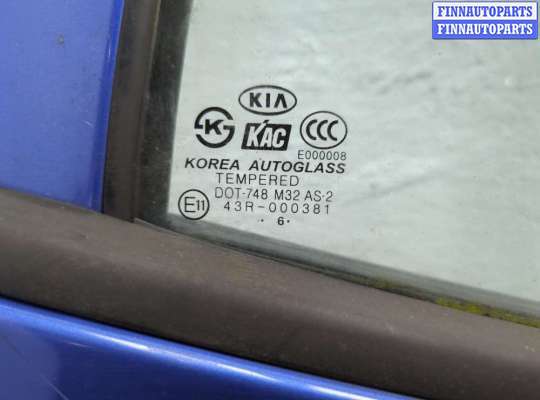 FINNAUTOPARTS
FINNAUTOPARTS
KIA
K S KAC CCC
E000008
KOREA AUTOGLASS
TEMPERED
DOT-748 M32 AS-2
E11 43R-000381
· 6 ·